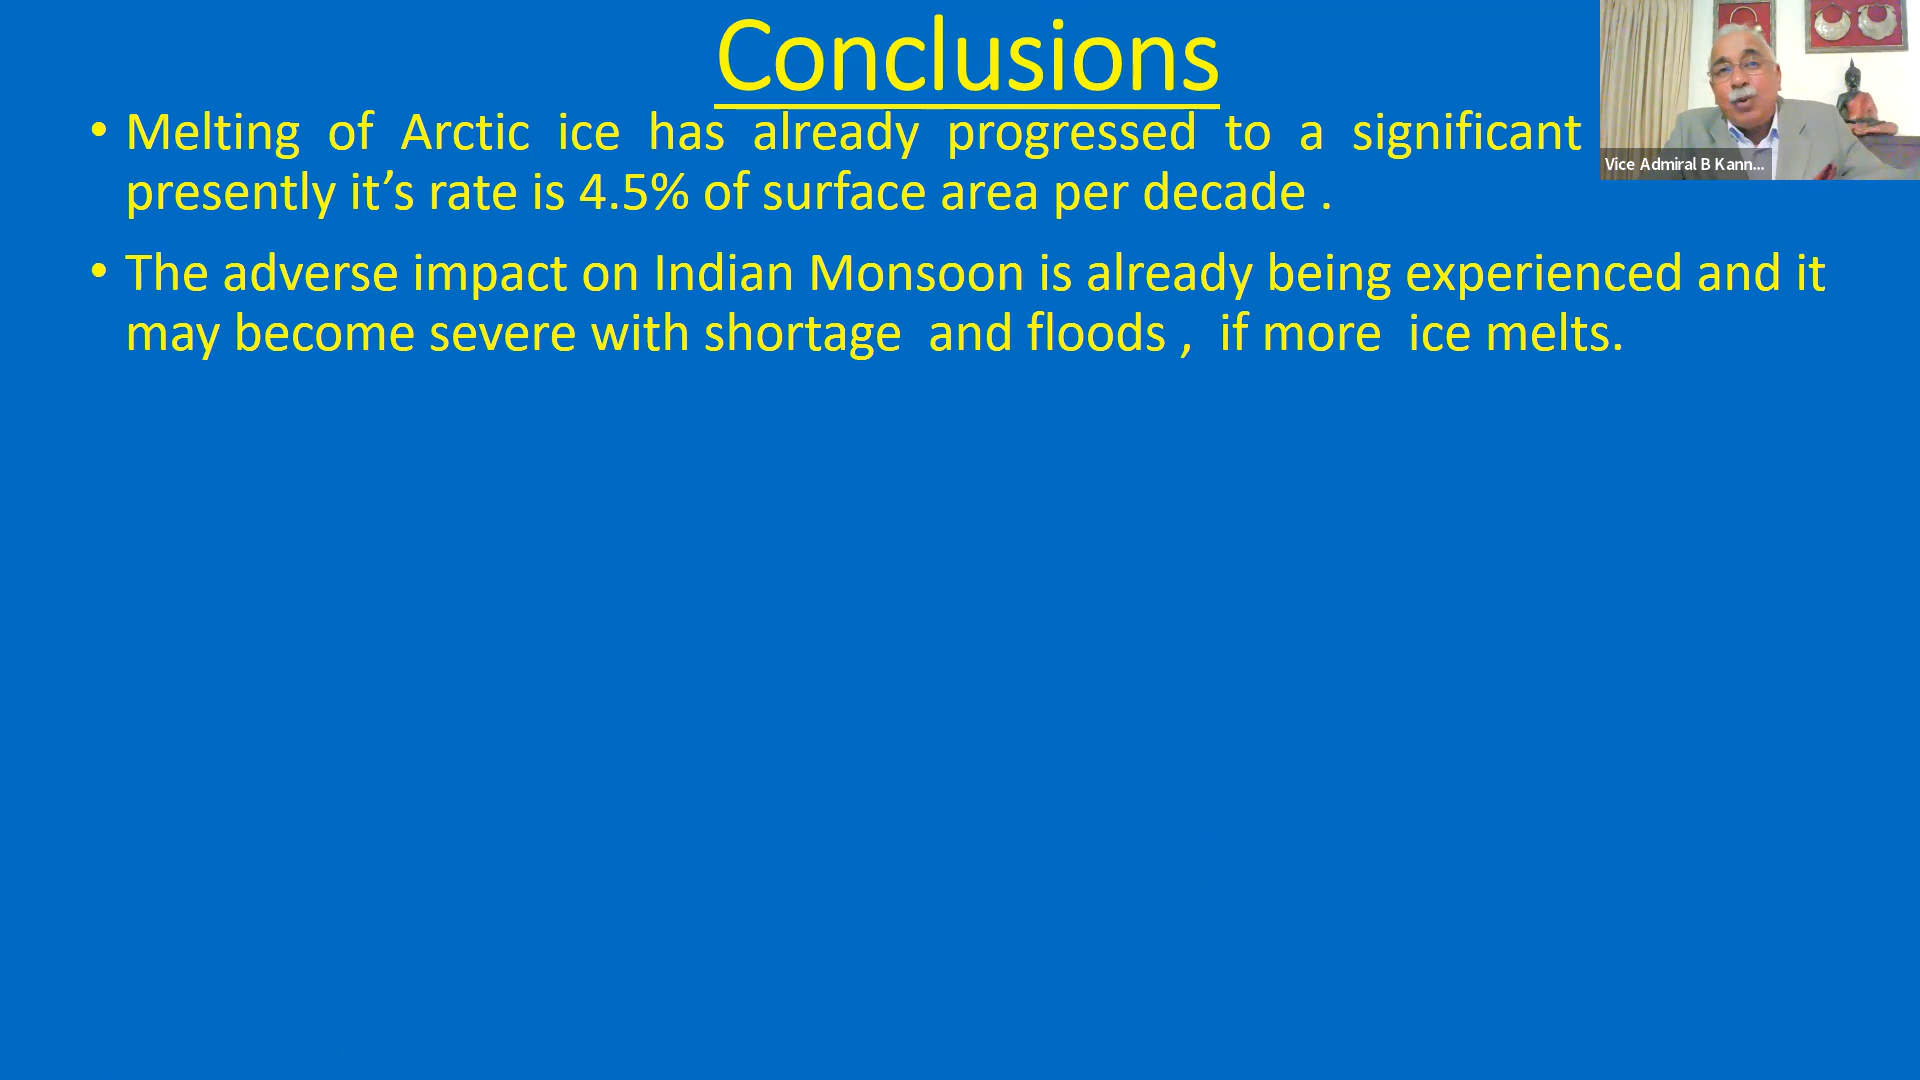 Conclusions
• Melting of Arctic ice has already progressed to a significant
presently it’s rate is 4.5% of surface area per decade .
• The adverse impact on Indian Monsoon is already being experienced and it
may become severe with shortage and floods , if more ice melts.
Vice Admiral B Kann...